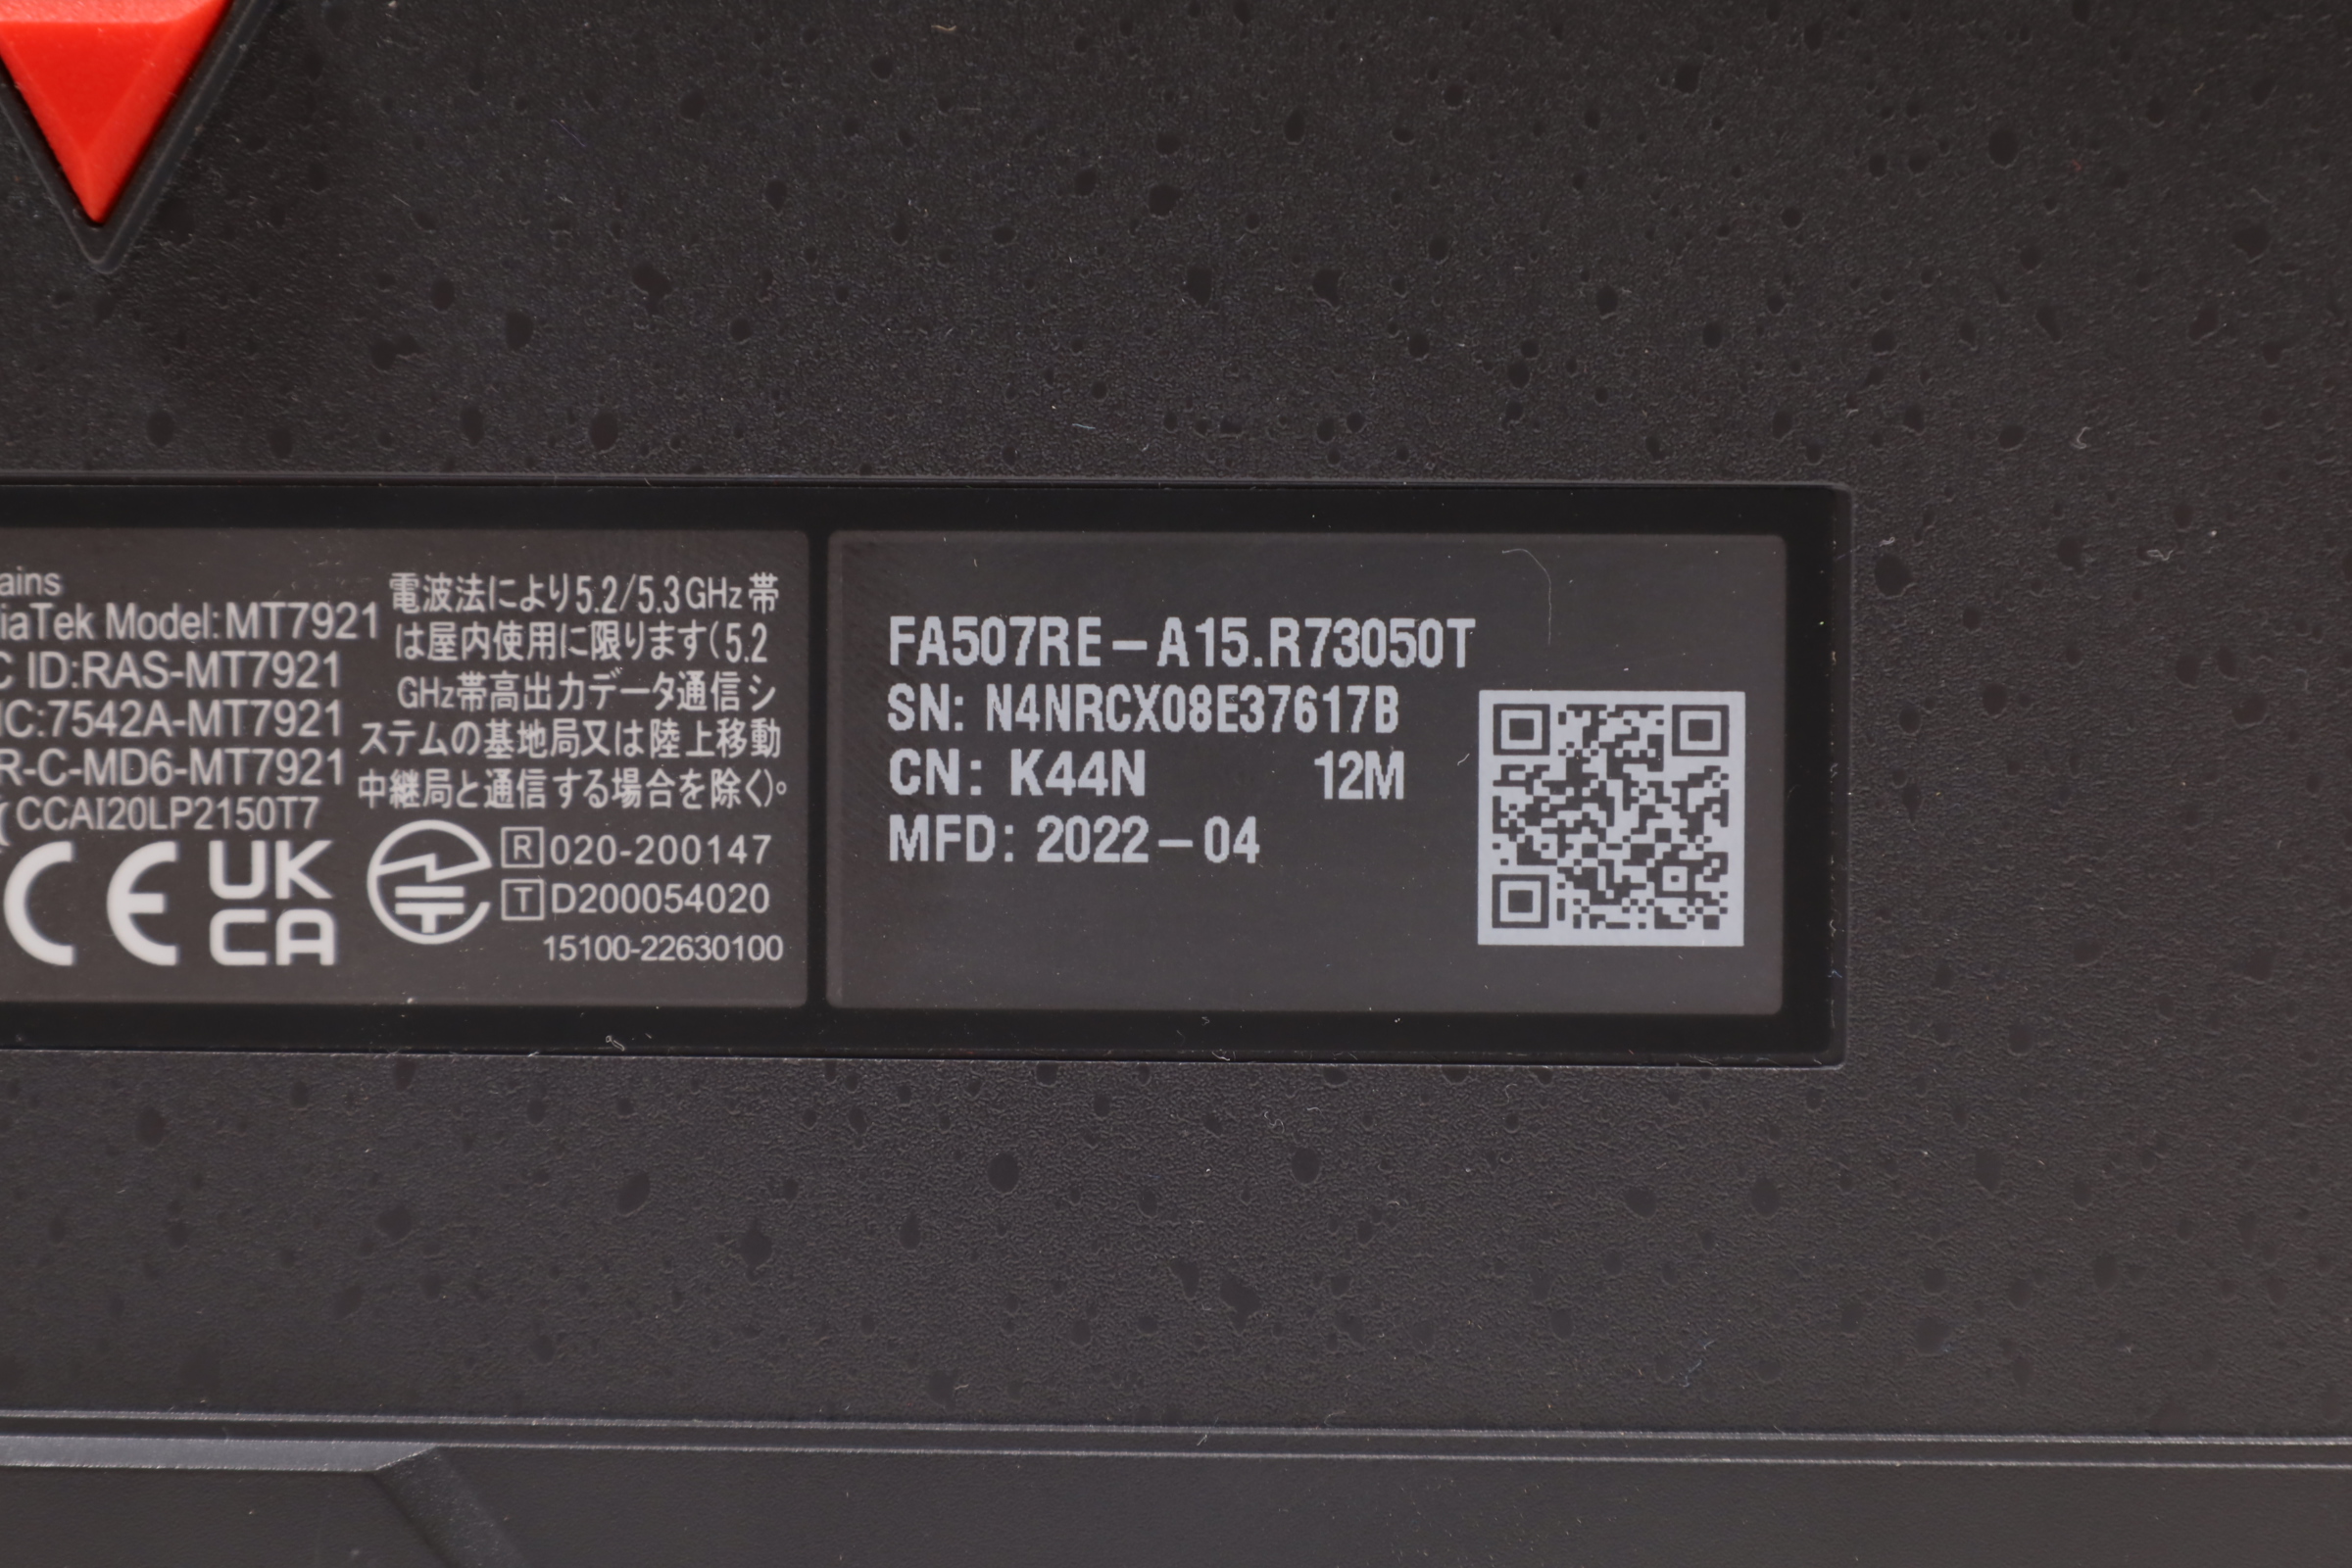 ains
iaTek Model:MT7921
C ID:RAS-MT7921
IC:7542A-MT7921
R-C-MD6-MT7921
CCAI20LP2150T7
CE
UK
CA
電波法により5.2/5.3GHz帯
は屋内使用に限ります(5.2
GHz帯高出力データ通信シ
ステムの基地局又は陸上移動
中継局と通信する場合を除く)。
R 020-200147
T D200054020
15100-22630100
FA507RE-A15.R73050T
SN: N4NRCX08E37617B
CN: K44N 12M
MFD: 2022-04